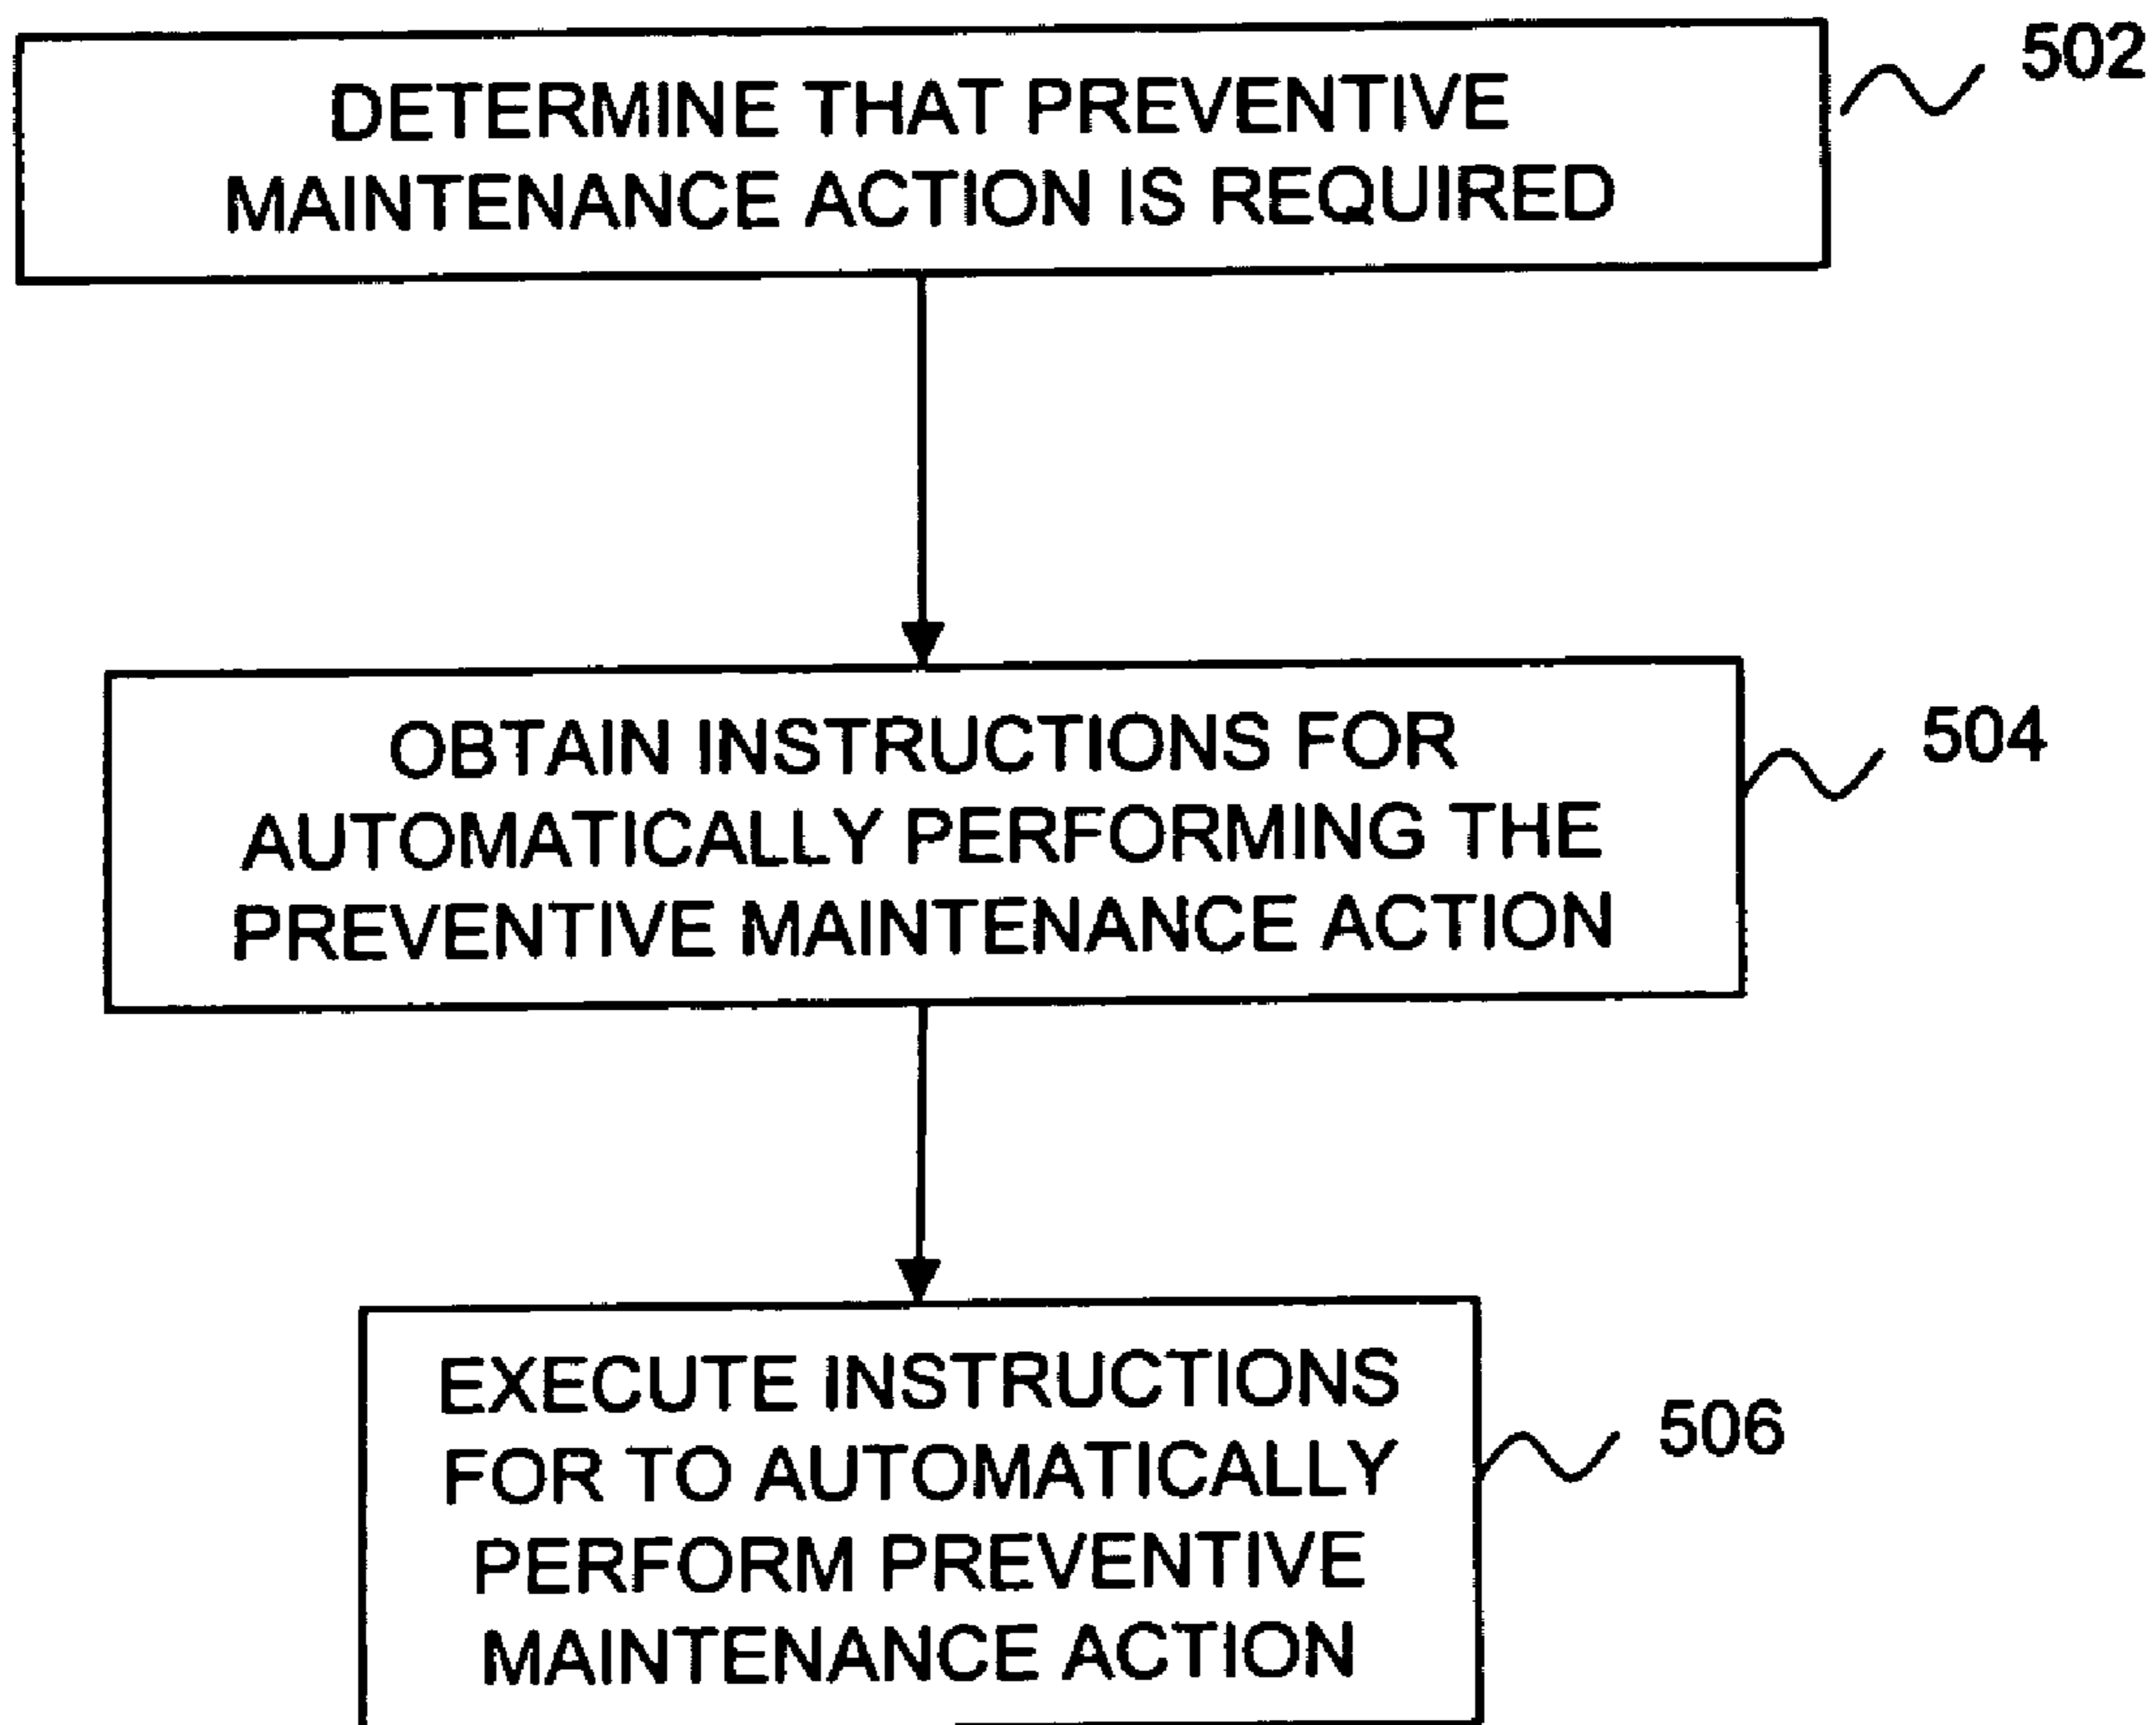 DETERMINE THAT PREVENTIVE
MAINTENANCE ACTION IS REQUIRED
502
OBTAIN INSTRUCTIONS FOR
AUTOMATICALLY PERFORMING THE
PREVENTIVE MAINTENANCE ACTION
504
EXECUTE INSTRUCTIONS
FOR TO AUTOMATICALLY
PERFORM PREVENTIVE
MAINTENANCE ACTION
506